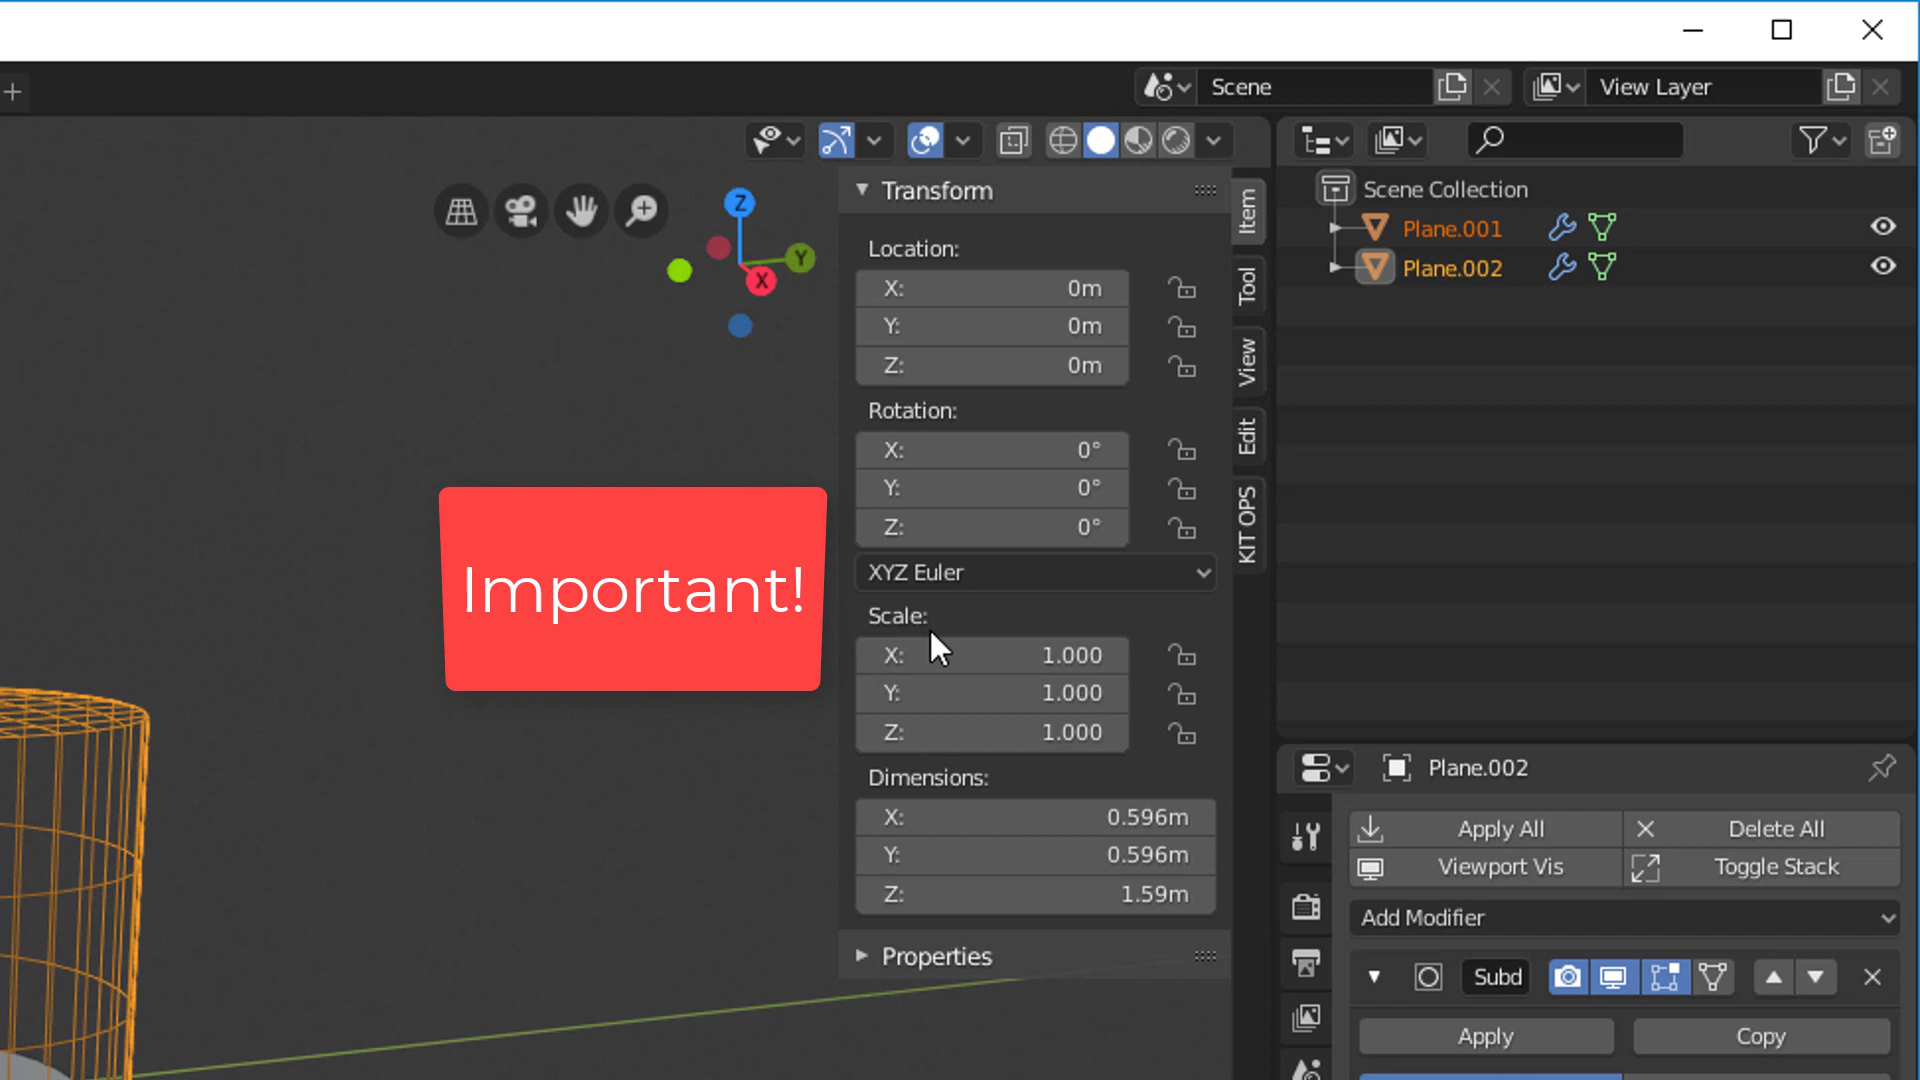 Scene
View Layer
Transform
Location:
X: 0m
Y: 0m
Z: 0m
Rotation:
X: 0°
Y: 0°
Z: 0°
XYZ Euler
Scale:
X: 1.000
Y: 1.000
Z: 1.000
Dimensions:
X: 0.596m
Y: 0.596m
Z: 1.59m
Properties
Z
Y
X
Important!
Item
Tool
View
Edit
KIT OPS
Scene Collection
Plane.001
Plane.002
Plane.002
Apply All
Delete All
Viewport Vis
Toggle Stack
Add Modifier
Subd
Apply
Copy